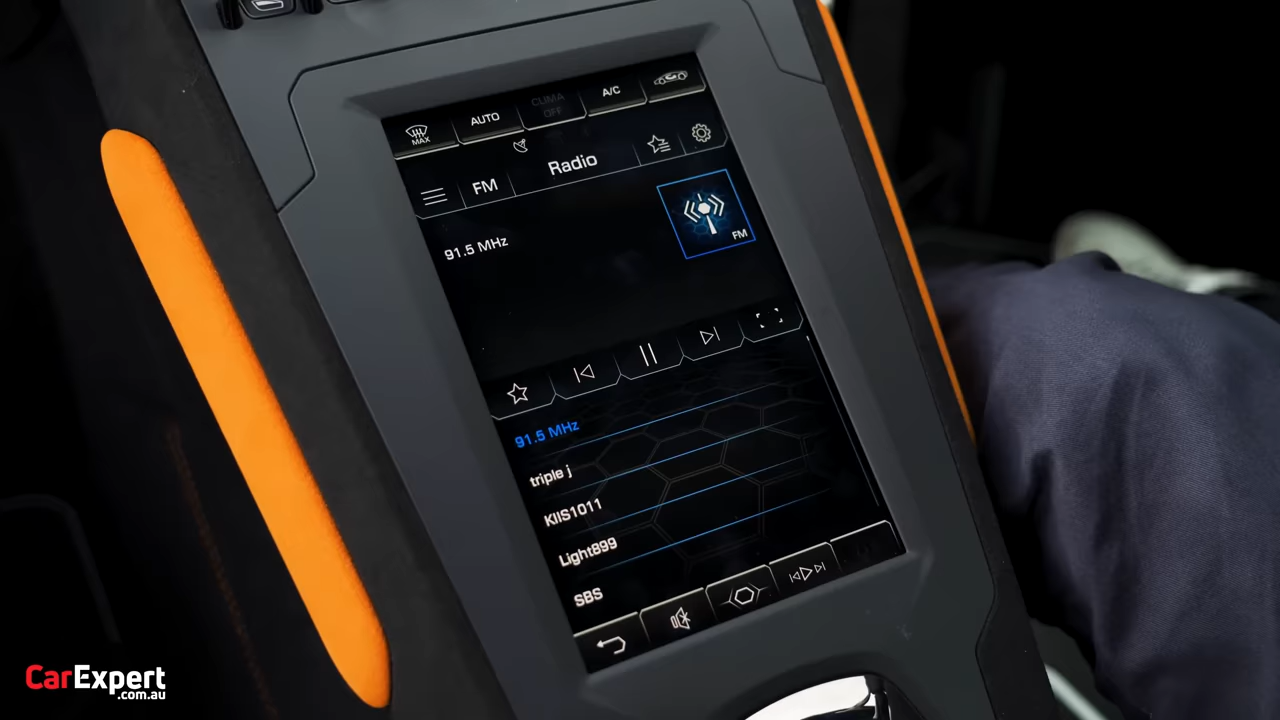 MAX
AUTO
CLIMA
OFF
A/C
FM
Radio
91.5 MHz
FM
91.5 MHz
triple j
KIIS1011
Light899
SBS
CarExpert
.com.au